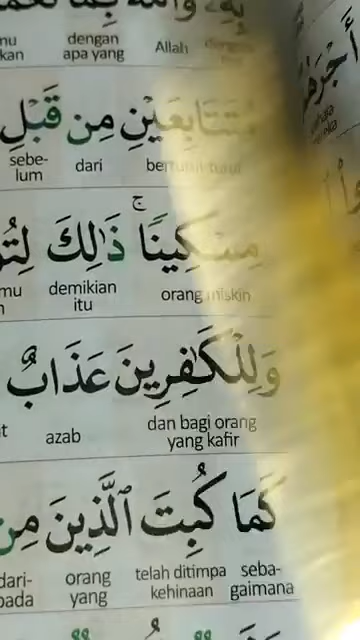 وَٱللَّهُ بِمَا
mu dengan Allah
kan apa yang
مُتَتَابِعَيْنِ مِن قَبْلِ
sebe- dari berturut-turut
lum
مِسْكِينًا ۚ ذَٰلِكَ
mu demikian orang miskin
itu
وَلِلْكَٰفِرِينَ عَذَابٌ
azab dan bagi orang
yang kafir
كَمَا كُبِتَ ٱلَّذِينَ مِن
dari- orang telah ditimpa seba-
pada yang kehinaan gaimana